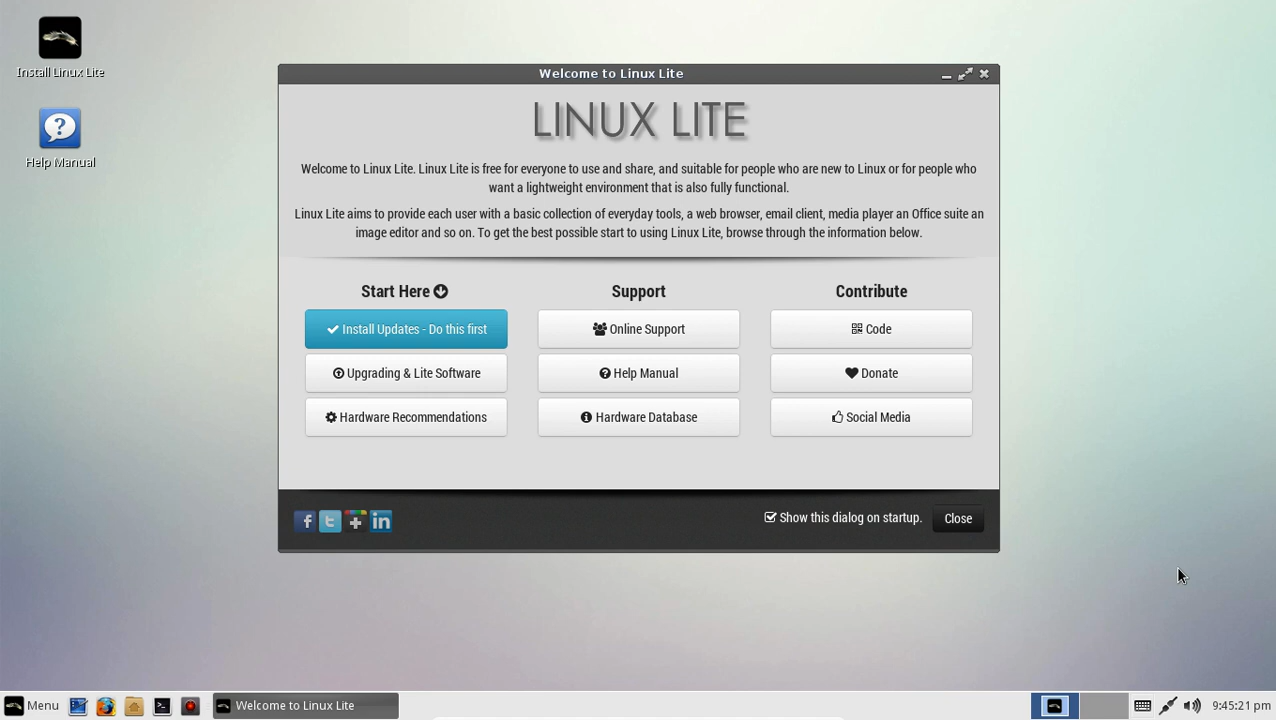 Install Linux Lite
Help Manual
Welcome to Linux Lite
LINUX LITE
Welcome to Linux Lite. Linux Lite is free for everyone to use and share, and suitable for people who are new to Linux or for people who
want a lightweight environment that is also fully functional.
Linux Lite aims to provide each user with a basic collection of everyday tools, a web browser, email client, media player an Office suite an
image editor and so on. To get the best possible start to using Linux Lite, browse through the information below.
Start Here
Install Updates - Do this first
Upgrading & Lite Software
Hardware Recommendations
Support
Online Support
Help Manual
Hardware Database
Contribute
Code
Donate
Social Media
Show this dialog on startup.
Close
Menu
Welcome to Linux Lite
9:45:21 pm